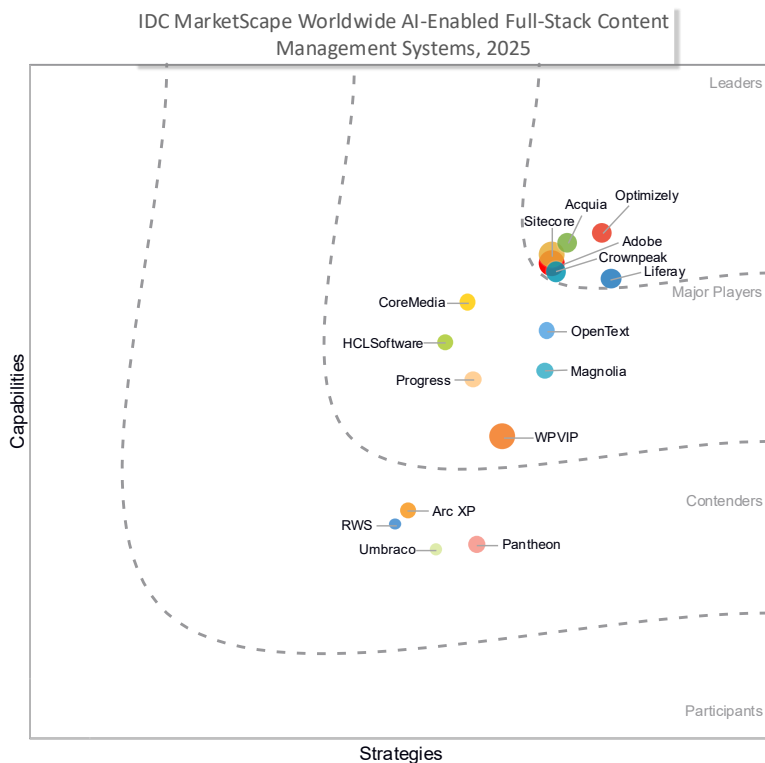 IDC MarketScape Worldwide AI-Enabled Full-Stack Content
Management Systems, 2025
Leaders
Optimizely
Acquia
Sitecore
Adobe
Crownpeak
Liferay
Major Players
CoreMedia
OpenText
HCLSoftware
Magnolia
Progress
WPVIP
Capabilities
Contenders
Arc XP
RWS
Pantheon
Umbraco
Participants
Strategies